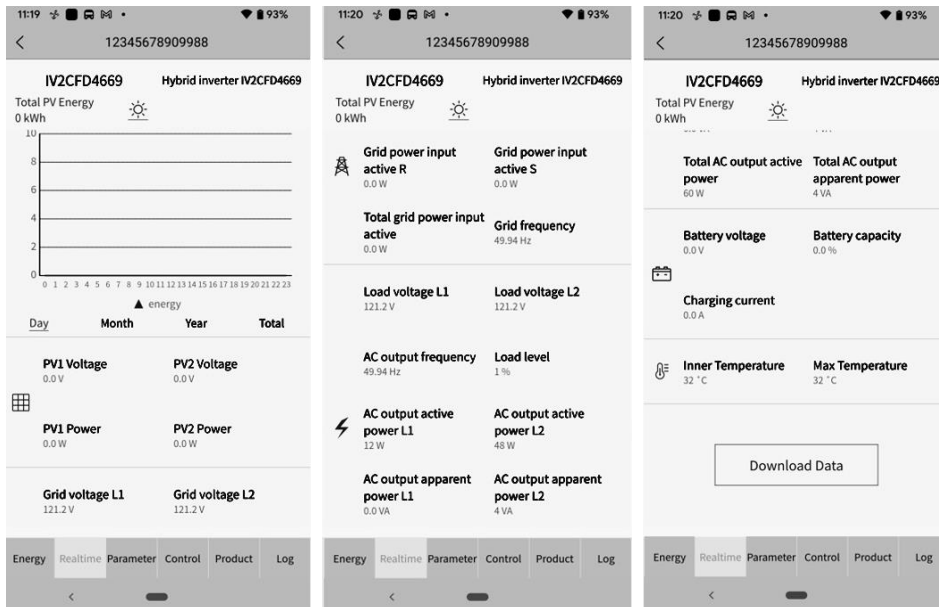 11:19 93%
12345678909988
IV2CFD4669 Hybrid inverter IV2CFD4669
Total PV Energy
0 kWh
10
8
6
4
2
0
0 1 2 3 4 5 6 7 8 9 10 11 12 13 14 15 16 17 18 19 20 21 22 23
energy
Day Month Year Total
PV1 Voltage PV2 Voltage
0.0 V 0.0 V
PV1 Power PV2 Power
0.0 W 0.0 W
Grid voltage L1 Grid voltage L2
121.2 V 121.2 V
Energy Realtime Parameter Control Product Log
11:20 93%
12345678909988
IV2CFD4669 Hybrid inverter IV2CFD4669
Total PV Energy
0 kWh
Grid power input Grid power input
active R active S
0.0 W 0.0 W
Total grid power input
active Grid frequency
0.0 W 49.94 Hz
Load voltage L1 Load voltage L2
121.2 V 121.2 V
AC output frequency Load level
49.94 Hz 1 %
AC output active AC output active
power L1 power L2
12 W 48 W
AC output apparent AC output apparent
power L1 power L2
0.0 VA 4 VA
Energy Realtime Parameter Control Product Log
11:20 93%
12345678909988
IV2CFD4669 Hybrid inverter IV2CFD4669
Total PV Energy
0 kWh
Total AC output active Total AC output
power apparent power
60 W 4 VA
Battery voltage Battery capacity
0.0 V 0.0 %
Charging current
0.0 A
Inner Temperature Max Temperature
32 °C 32 °C
Download Data
Energy Realtime Parameter Control Product Log